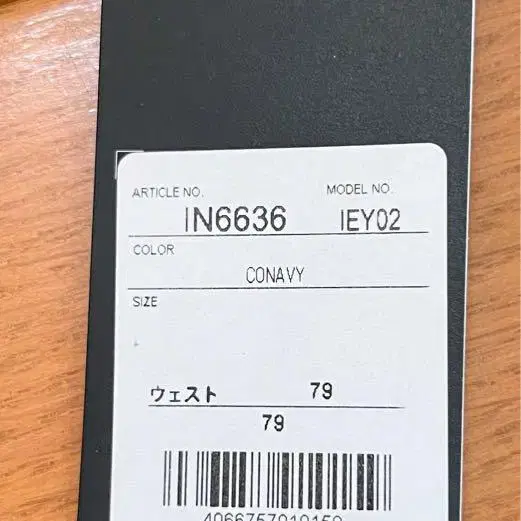 ARTICLE NO. MODEL NO.
IN6636 IEY02
COLOR
CONAVY
SIZE
ウェスト 79
79